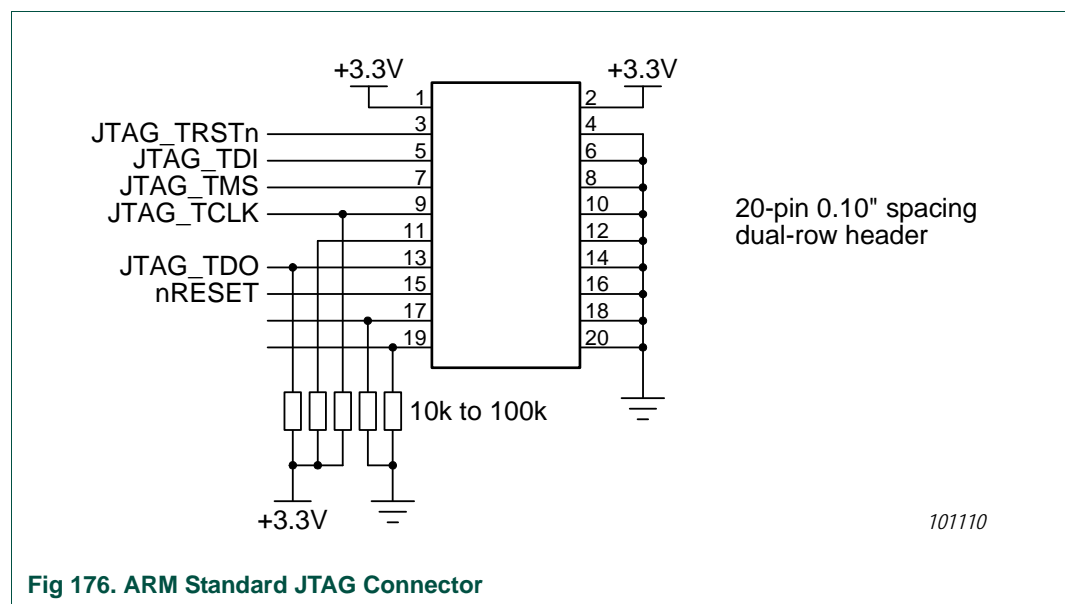 +3.3V +3.3V
1 2
JTAG_TRSTn 3 4
JTAG_TDI 5 6
JTAG_TMS 7 8
JTAG_TCLK 9 10
11 12
JTAG_TDO 13 14
nRESET 15 16
17 18
19 20
20-pin 0.10" spacing
dual-row header
10k to 100k
+3.3V
101110
Fig 176. ARM Standard JTAG Connector